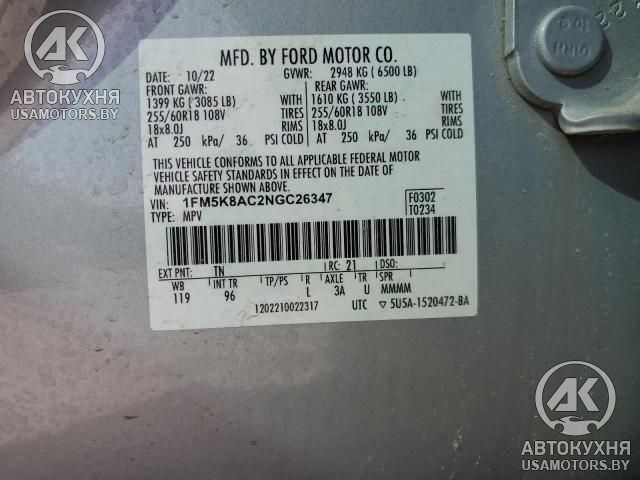 MFD. BY FORD MOTOR CO.
DATE: 10/22 GVWR: 2948 KG ( 6500 LB)
FRONT GAWR: REAR GAWR:
1399 KG ( 3085 LB) WITH 1610 KG ( 3550 LB) WITH
255/60R18 108V TIRES 255/60R18 108V TIRES
18x8.0J RIMS 18x8.0J RIMS
AT 250 kPa/ 36 PSI COLD AT 250 kPa/ 36 PSI COLD
THIS VEHICLE CONFORMS TO ALL APPLICABLE FEDERAL MOTOR
VEHICLE SAFETY STANDARDS IN EFFECT ON THE DATE OF
MANUFACTURE SHOWN ABOVE.
VIN: 1FM5K8AC2NGC26347
TYPE: MPV
F0302
T0234
EXT PNT: TN RC: 21 DSO:
WB INT TR TP/PS R AXLE TR SPR
119 96 L 3A U MMMM
1202210022317 UTC ▽ 5U5A-1520472-BA
АВТОКУХНЯ
USAMOTORS.BY
АВТОКУХНЯ
USAMOTORS.BY